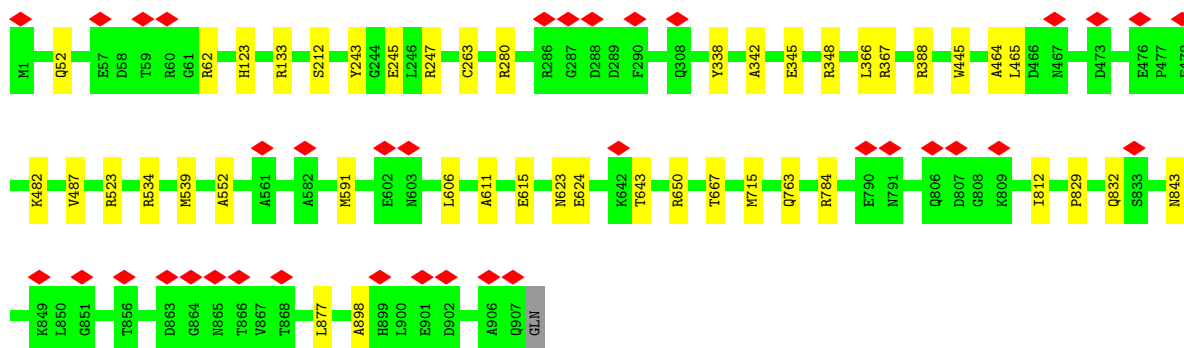 M1 Q52 E57 D58 T59 R60 G61 R62 H123 R133 S212 Y243 G244 E245 L246 R247 C263 R280 R286 G287 D288 D289 F290 Q308 Y338 A342 E345 R348 L366 R367 R388 W445 A464 L465 D466 N467 D473 E476 P477
K482 V487 R523 R534 M539 A552 A561 A582 M591 E602 N603 L606 A611 E615 N623 E624 K642 T643 R650 T667 M715 Q763 R784 E790 N791 Q806 D807 G808 K809 I812 P829 Q832 S833 N843
K849 L850 G851 T856 D863 G864 N865 T866 V867 T868 L877 A898 H899 L900 E901 D902 A906 Q907 GLN